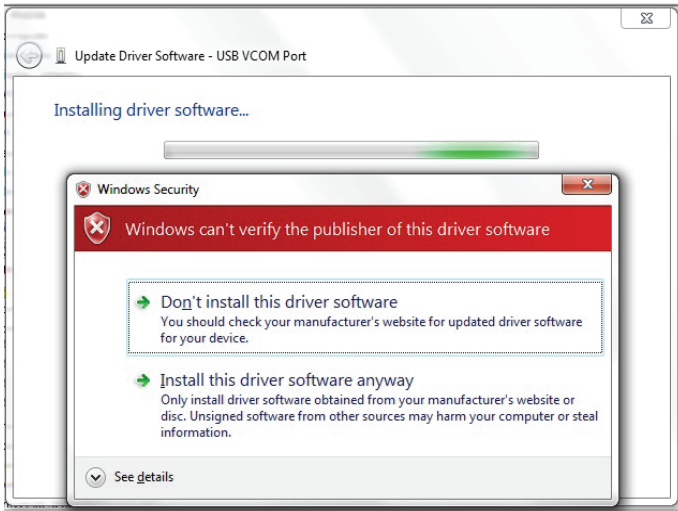 Update Driver Software - USB VCOM Port
Installing driver software...
Windows Security
Windows can't verify the publisher of this driver software
Don't install this driver software
You should check your manufacturer's website for updated driver software
for your device.
Install this driver software anyway
Only install driver software obtained from your manufacturer's website or
disc. Unsigned software from other sources may harm your computer or steal
information.
See details